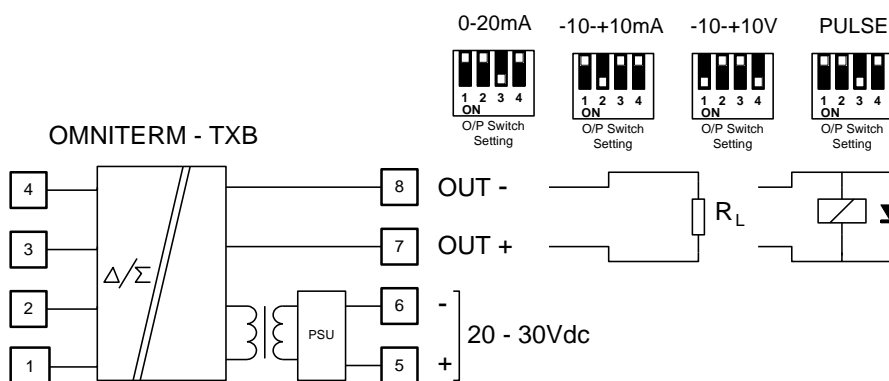 0-20mA -10-+10mA -10-+10V PULSE
1 2 3 4 1 2 3 4 1 2 3 4 1 2 3 4
ON ON ON ON
O/P Switch O/P Switch O/P Switch O/P Switch
Setting Setting Setting Setting
OMNITERM - TXB
4 8 OUT -
R L
3 7 OUT +
Δ/Σ
2 6 -
PSU 20 - 30Vdc
1 5 +